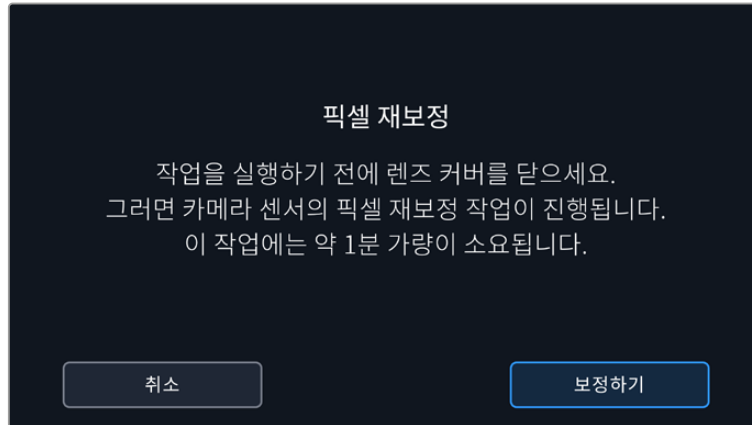 픽셀 재보정
작업을 실행하기 전에 렌즈 커버를 닫으세요.
그러면 카메라 센서의 픽셀 재보정 작업이 진행됩니다.
이 작업에는 약 1분 가량이 소요됩니다.
취소
보정하기